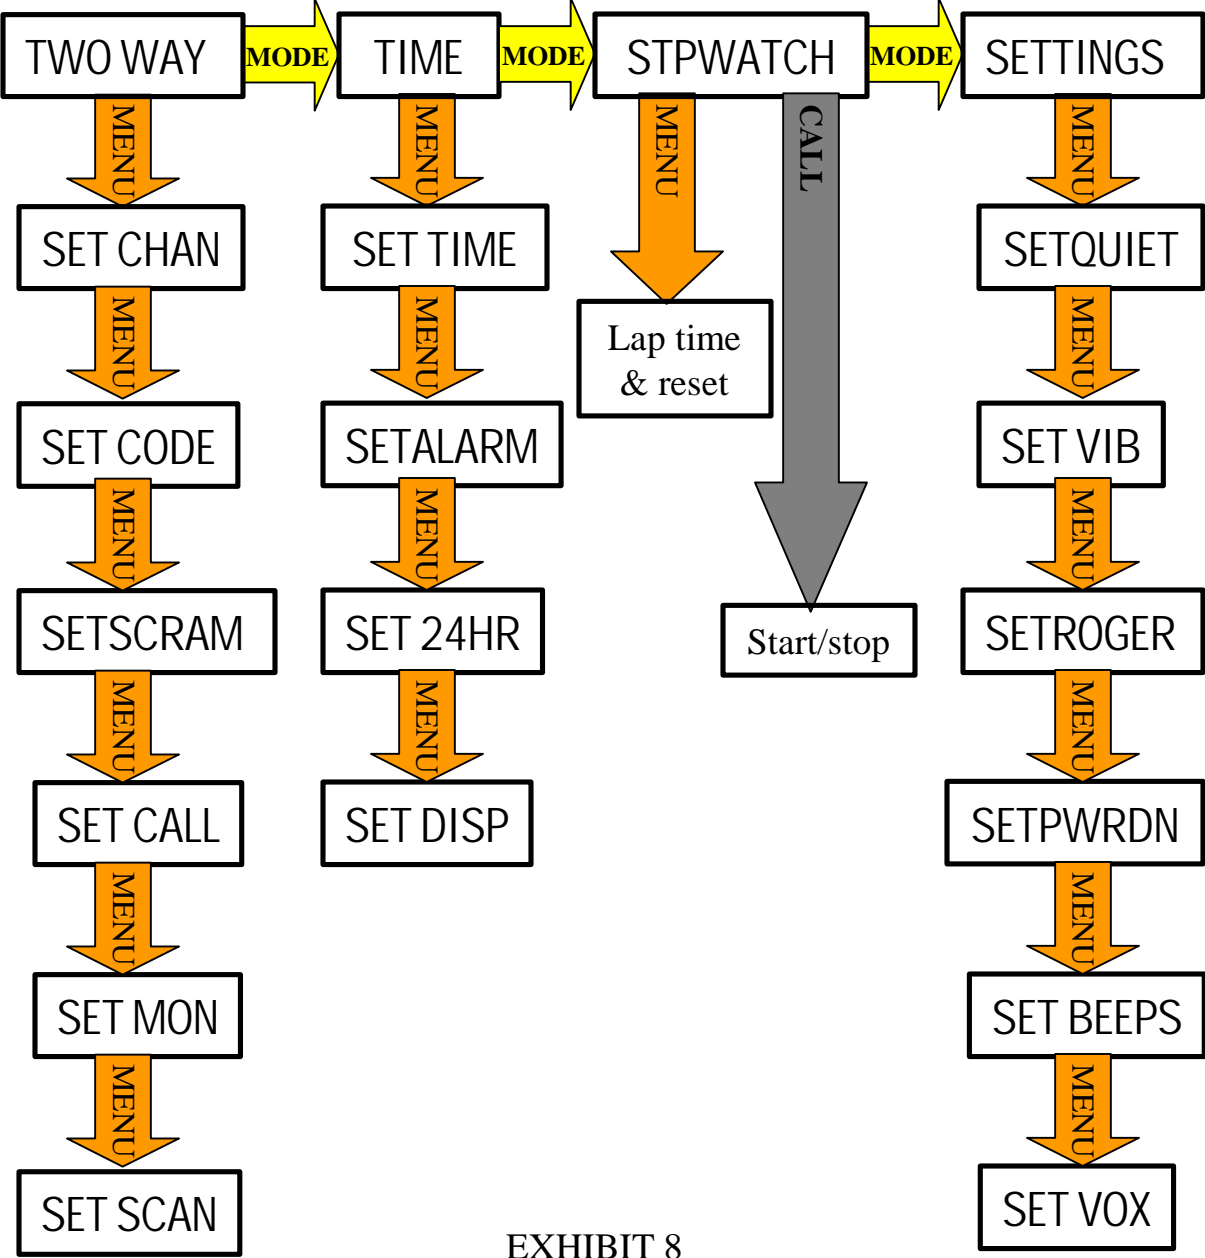 TWO WAY MODE TIME MODE STPWATCH MODE SETTINGS
MENU MENU MENU CALL MENU
SET CHAN SET TIME SETQUIET
MENU MENU MENU
Lap time
& reset
SET CODE SETALARM SET VIB
MENU MENU MENU
SETSCRAM SET 24HR Start/stop SETROGER
MENU MENU MENU
SET CALL SET DISP SETPWRDN
MENU MENU
SET MON SET BEEPS
MENU MENU
SET SCAN SET VOX
EXHIBIT 8